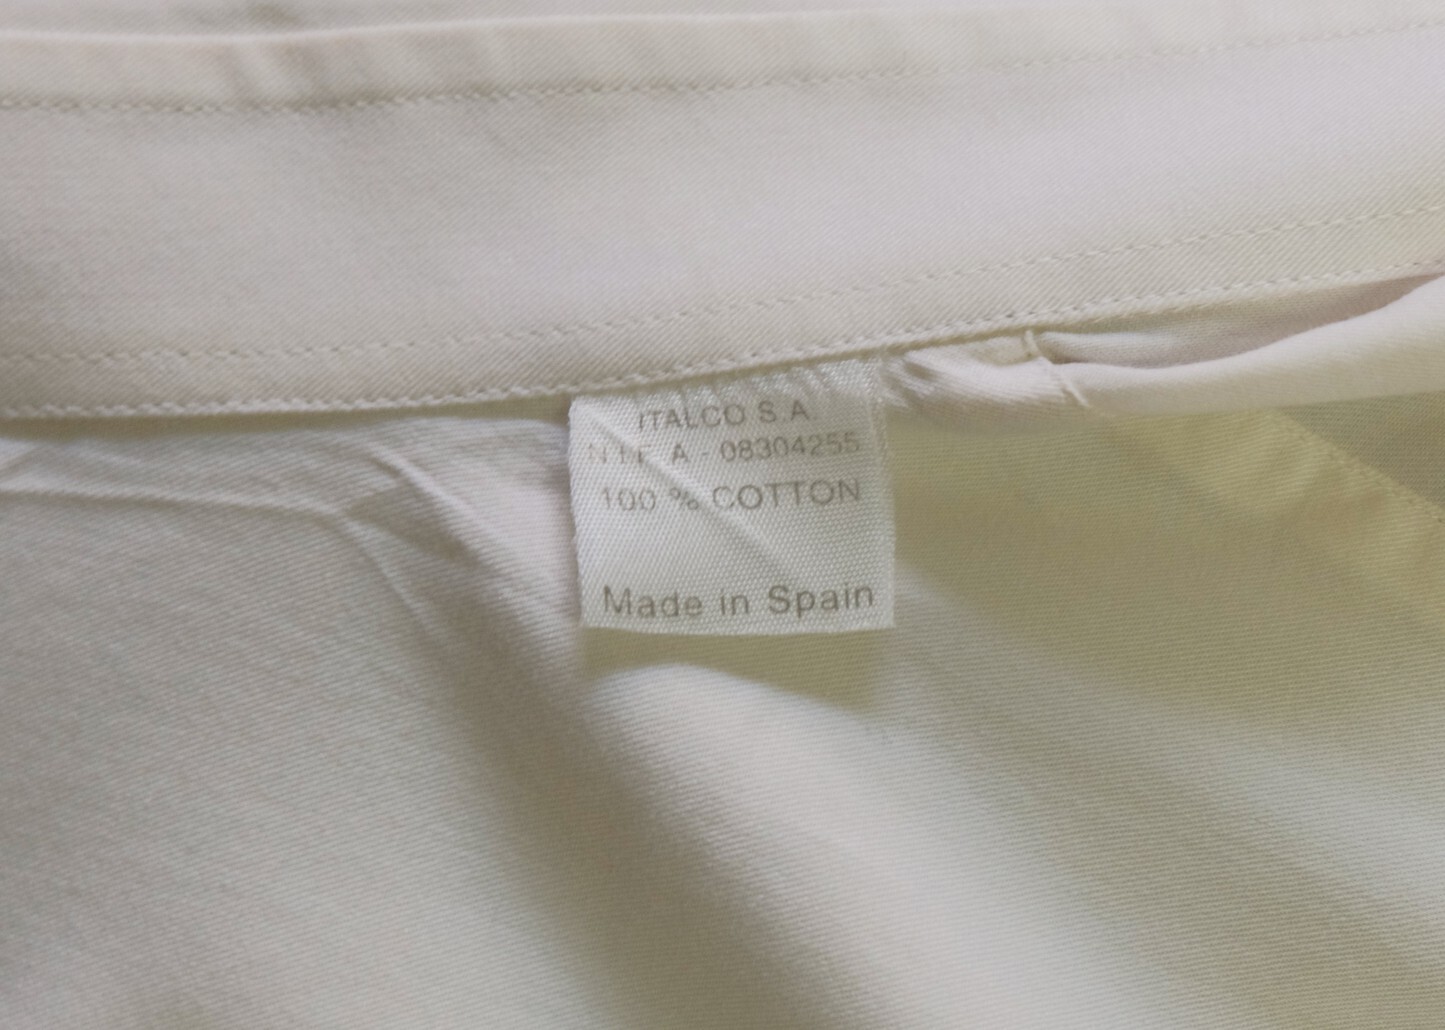 ITALCO S.A.
N.I.F. A - 08304255
100 % COTTON
Made in Spain